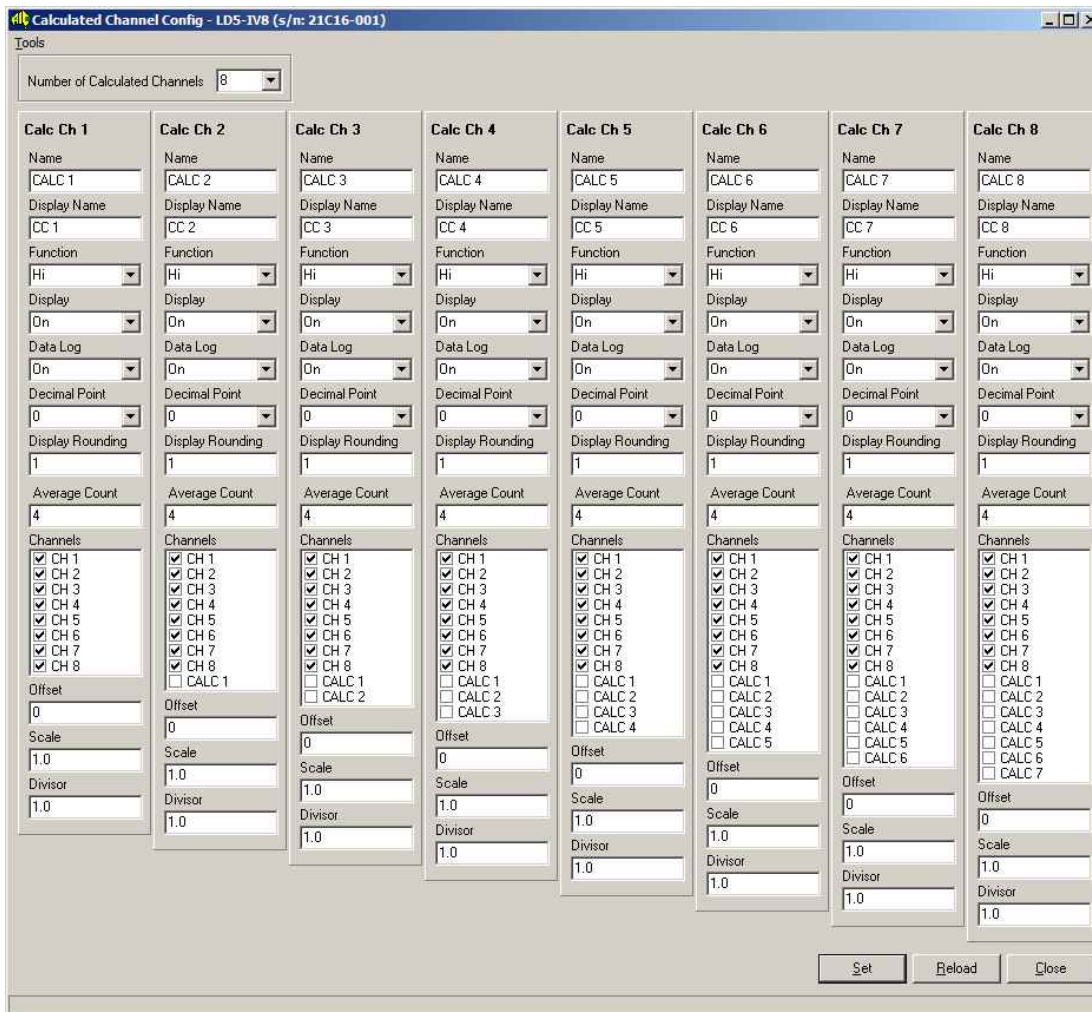 Calculated Channel Config - LD5-IV8 (s/n: 21C16-001)
Tools
Number of Calculated Channels 8
Calc Ch 1
Name
CALC 1
Display Name
CC 1
Function
Hi
Display
On
Data Log
On
Decimal Point
0
Display Rounding
1
Average Count
4
Channels
CH 1
CH 2
CH 3
CH 4
CH 5
CH 6
CH 7
CH 8
Offset
0
Scale
1.0
Divisor
1.0
Calc Ch 2
Name
CALC 2
Display Name
CC 2
Function
Hi
Display
On
Data Log
On
Decimal Point
0
Display Rounding
1
Average Count
4
Channels
CH 1
CH 2
CH 3
CH 4
CH 5
CH 6
CH 7
CH 8
CALC 1
Offset
0
Scale
1.0
Divisor
1.0
Calc Ch 3
Name
CALC 3
Display Name
CC 3
Function
Hi
Display
On
Data Log
On
Decimal Point
0
Display Rounding
1
Average Count
4
Channels
CH 1
CH 2
CH 3
CH 4
CH 5
CH 6
CH 7
CH 8
CALC 1
CALC 2
Offset
0
Scale
1.0
Divisor
1.0
Calc Ch 4
Name
CALC 4
Display Name
CC 4
Function
Hi
Display
On
Data Log
On
Decimal Point
0
Display Rounding
1
Average Count
4
Channels
CH 1
CH 2
CH 3
CH 4
CH 5
CH 6
CH 7
CH 8
CALC 1
CALC 2
CALC 3
Offset
0
Scale
1.0
Divisor
1.0
Calc Ch 5
Name
CALC 5
Display Name
CC 5
Function
Hi
Display
On
Data Log
On
Decimal Point
0
Display Rounding
1
Average Count
4
Channels
CH 1
CH 2
CH 3
CH 4
CH 5
CH 6
CH 7
CH 8
CALC 1
CALC 2
CALC 3
CALC 4
Offset
0
Scale
1.0
Divisor
1.0
Calc Ch 6
Name
CALC 6
Display Name
CC 6
Function
Hi
Display
On
Data Log
On
Decimal Point
0
Display Rounding
1
Average Count
4
Channels
CH 1
CH 2
CH 3
CH 4
CH 5
CH 6
CH 7
CH 8
CALC 1
CALC 2
CALC 3
CALC 4
CALC 5
Offset
0
Scale
1.0
Divisor
1.0
Calc Ch 7
Name
CALC 7
Display Name
CC 7
Function
Hi
Display
On
Data Log
On
Decimal Point
0
Display Rounding
1
Average Count
4
Channels
CH 1
CH 2
CH 3
CH 4
CH 5
CH 6
CH 7
CH 8
CALC 1
CALC 2
CALC 3
CALC 4
CALC 5
CALC 6
Offset
0
Scale
1.0
Divisor
1.0
Calc Ch 8
Name
CALC 8
Display Name
CC 8
Function
Hi
Display
On
Data Log
On
Decimal Point
0
Display Rounding
1
Average Count
4
Channels
CH 1
CH 2
CH 3
CH 4
CH 5
CH 6
CH 7
CH 8
CALC 1
CALC 2
CALC 3
CALC 4
CALC 5
CALC 6
CALC 7
Offset
0
Scale
1.0
Divisor
1.0
Set Reload Close